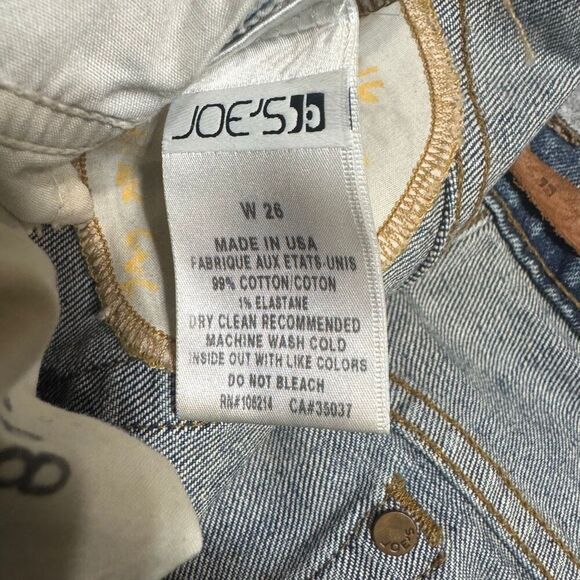 JOE'S
W 26
MADE IN USA
FABRIQUE AUX ETATS-UNIS
99% COTTON/COTON
1% ELASTANE
DRY CLEAN RECOMMENDED
MACHINE WASH COLD
INSIDE OUT WITH LIKE COLORS
DO NOT BLEACH
RN#106214 CA#35037
JOE'S